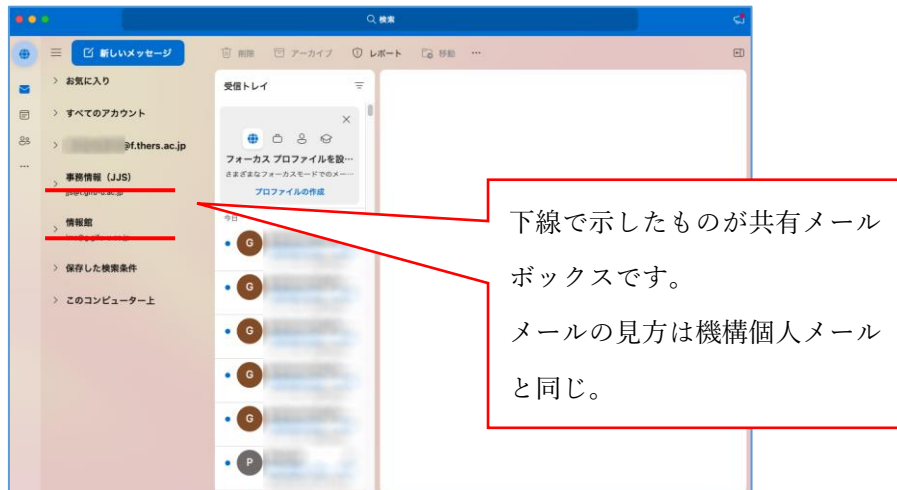 検索
新しいメッセージ
削除
アーカイブ
レポート
移動
お気に入り
すべてのアカウント
@f.thers.ac.jp
事務情報（JJS）
情報館
保存した検索条件
このコンピューター上
受信トレイ
フォーカス プロファイルを設…
さまざまなフォーカスモードでのメー…
プロファイルの作成
今日
G
G
G
G
G
P
下線で示したものが共有メール
ボックスです。
メールの見方は機構個人メール
と同じ。